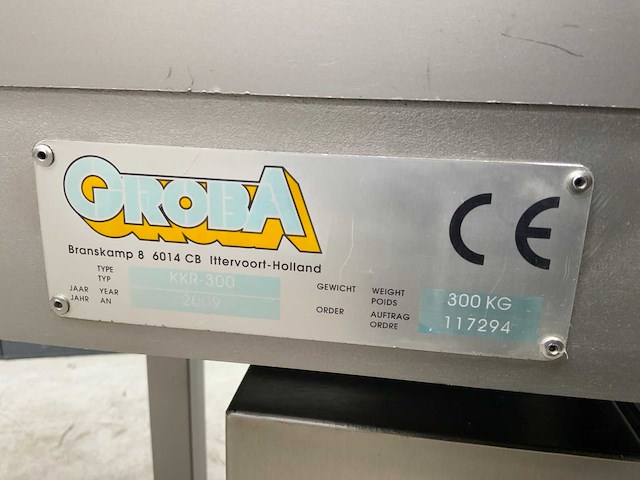 GROBA
CE
Branskamp 8 6014 CB Ittervoort-Holland
TYPE
TYP
KKR-300
JAAR YEAR
JAHR AN
2009
GEWICHT WEIGHT
POIDS
300 KG
ORDER AUFTRAG
ORDRE
117294